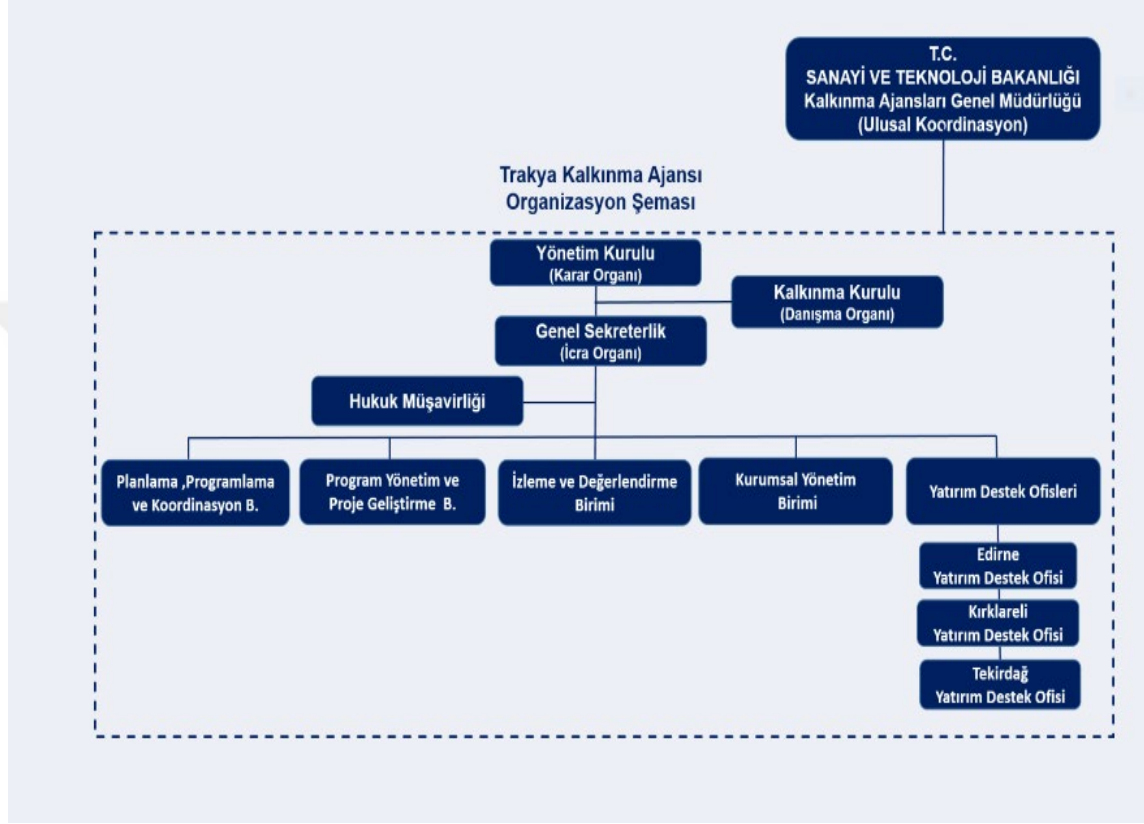 T.C.
SANAYİ VE TEKNOLOJİ BAKANLIĞI
Kalkınma Ajansları Genel Müdürlüğü
(Ulusal Koordinasyon)
Trakya Kalkınma Ajansı
Organizasyon Şeması
Yönetim Kurulu
(Karar Organı)
Kalkınma Kurulu
(Danışma Organı)
Genel Sekreterlik
(İcra Organı)
Hukuk Müşavirliği
Planlama ,Programlama
ve Koordinasyon B.
Program Yönetim ve
Proje Geliştirme B.
İzleme ve Değerlendirme
Birimi
Kurumsal Yönetim
Birimi
Yatırım Destek Ofisleri
Edirne
Yatırım Destek Ofisi
Kırklareli
Yatırım Destek Ofisi
Tekirdağ
Yatırım Destek Ofisi